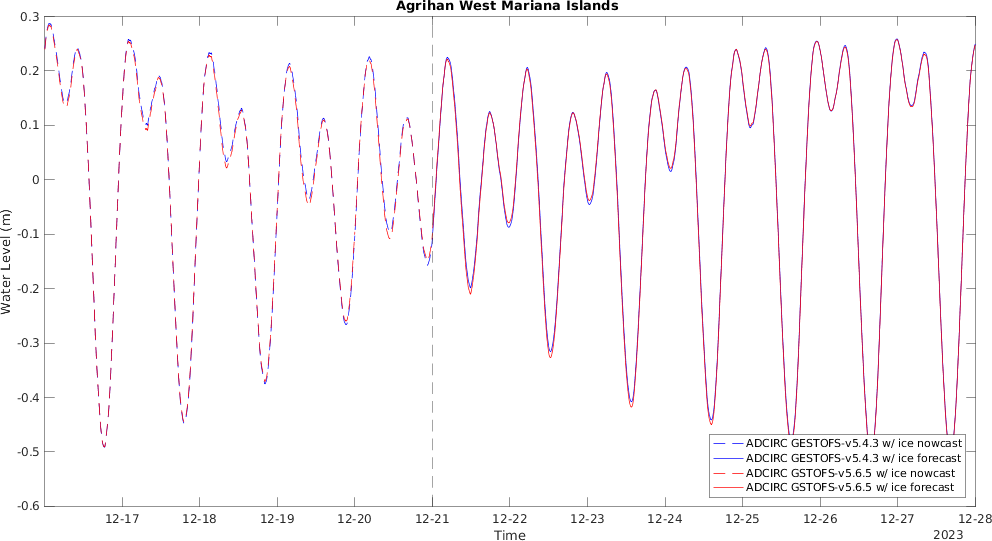 Agrihan West Mariana Islands
0.3
0.2
0.1
0
-0.1
-0.2
-0.3
-0.4
-0.5
-0.6
Water Level (m)
ADCIRC GESTOFS-v5.4.3 w/ ice nowcast
ADCIRC GESTOFS-v5.4.3 w/ ice forecast
ADCIRC GSTOFS-v5.6.5 w/ ice nowcast
ADCIRC GSTOFS-v5.6.5 w/ ice forecast
12-17 12-18 12-19 12-20 12-21 12-22 12-23 12-24 12-25 12-26 12-27 12-28
Time
2023